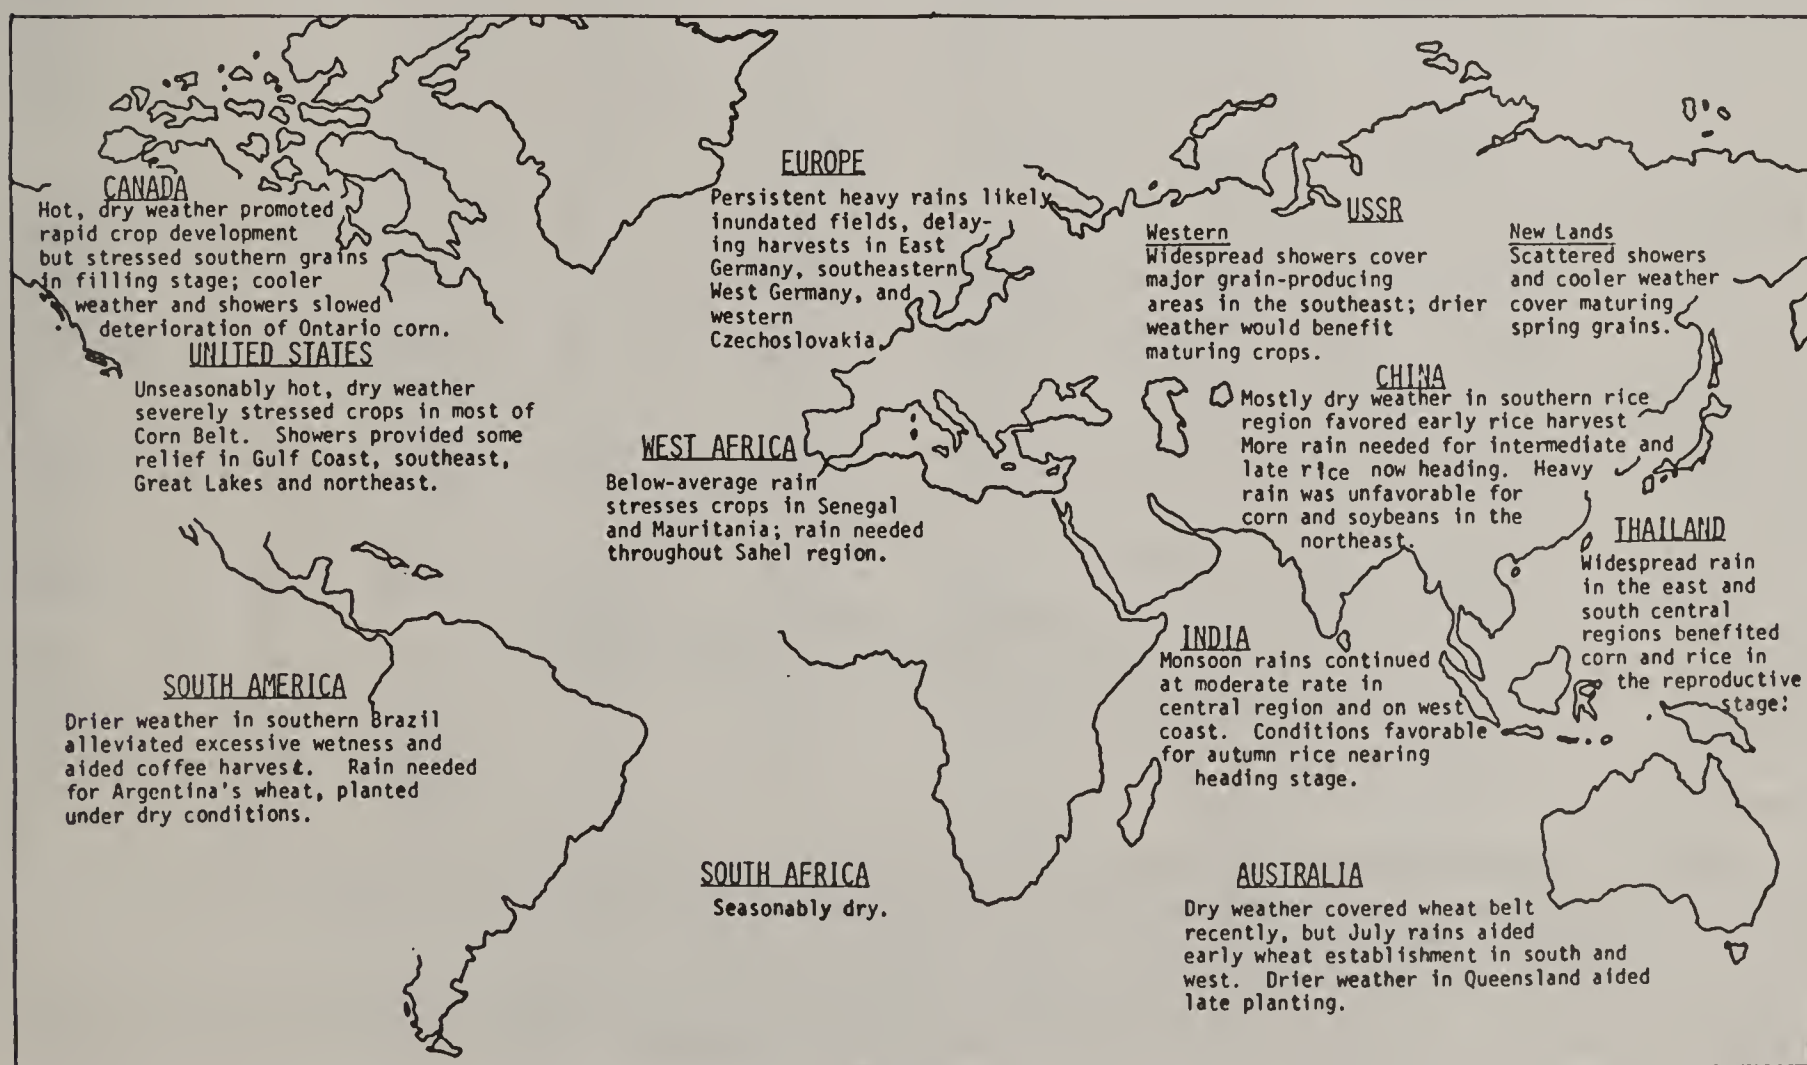 CANADA
Hot, dry weather promoted
rapid crop development
but stressed southern grains
in filling stage; cooler
weather and showers slowed
deterioration of Ontario corn.
UNITED STATES
Unseasonably hot, dry weather
severely stressed crops in most of
Corn Belt. Showers provided some
relief in Gulf Coast, southeast,
Great Lakes and northeast.
SOUTH AMERICA
Drier weather in southern Brazil
alleviated excessive wetness and
aided coffee harvest. Rain needed
for Argentina's wheat, planted
under dry conditions.
EUROPE
Persistent heavy rains likely
inundated fields, delay-
ing harvests in East
Germany, southeastern
West Germany, and
western
Czechoslovakia.
WEST AFRICA
Below-average rain
stresses crops in Senegal
and Mauritania; rain needed
throughout Sahel region.
SOUTH AFRICA
Seasonably dry.
USSR
Western
Widespread showers cover
major grain-producing
areas in the southeast; drier
weather would benefit
maturing crops.
New Lands
Scattered showers
and cooler weather
cover maturing
spring grains.
CHINA
Mostly dry weather in southern rice
region favored early rice harvest
More rain needed for intermediate and
late rice now heading. Heavy
rain was unfavorable for
corn and soybeans in the
northeast.
THAILAND
Widespread rain
in the east and
south central
regions benefited
corn and rice in
the reproductive
stage.
INDIA
Monsoon rains continued
at moderate rate in
central region and on west
coast. Conditions favorable
for autumn rice nearing
heading stage.
AUSTRALIA
Dry weather covered wheat belt
recently, but July rains aided
early wheat establishment in south and
west. Drier weather in Queensland aided
late planting.